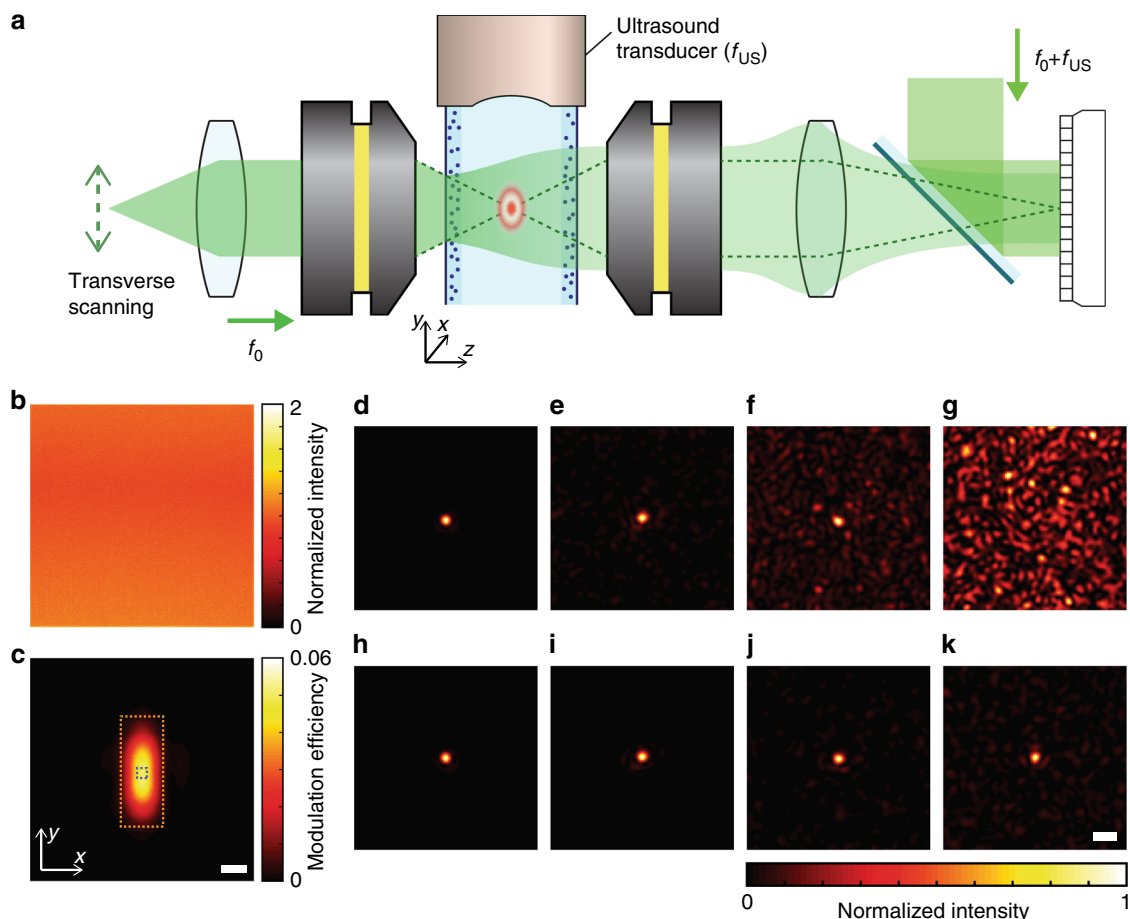 a
Ultrasound
transducer (fUS)
f0+fUS
Transverse
scanning
f0
y
x
z
b
2
Normalized intensity
0
c
0.06
Modulation efficiency
0
y
x
d
e
f
g
h
i
j
k
0
1
Normalized intensity